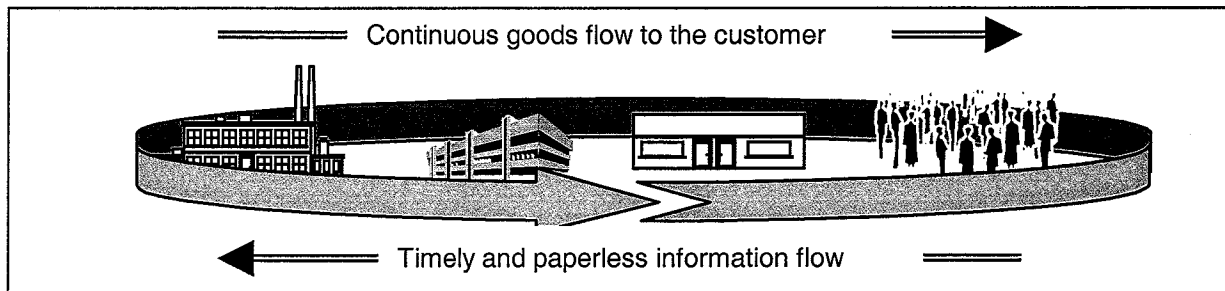 Continuous goods flow to the customer
Timely and paperless information flow